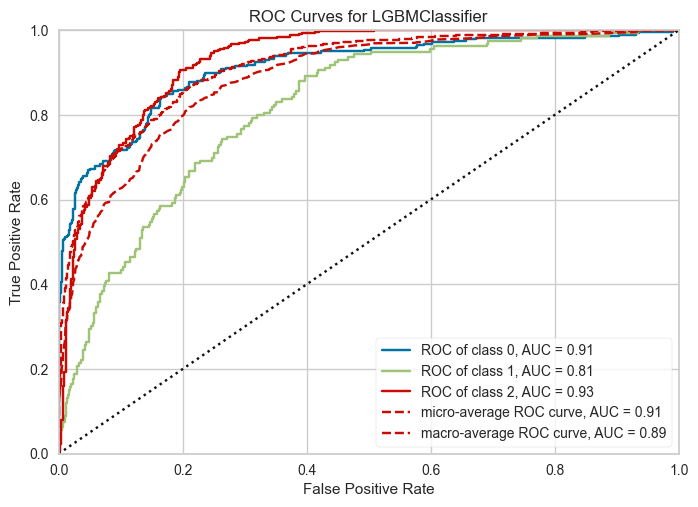 ROC Curves for LGBMClassifier
1.0
0.8
0.6
0.4
0.2
0.0
True Positive Rate
ROC of class 0, AUC = 0.91
ROC of class 1, AUC = 0.81
ROC of class 2, AUC = 0.93
micro-average ROC curve, AUC = 0.91
macro-average ROC curve, AUC = 0.89
0.0 0.2 0.4 0.6 0.8 1.0
False Positive Rate